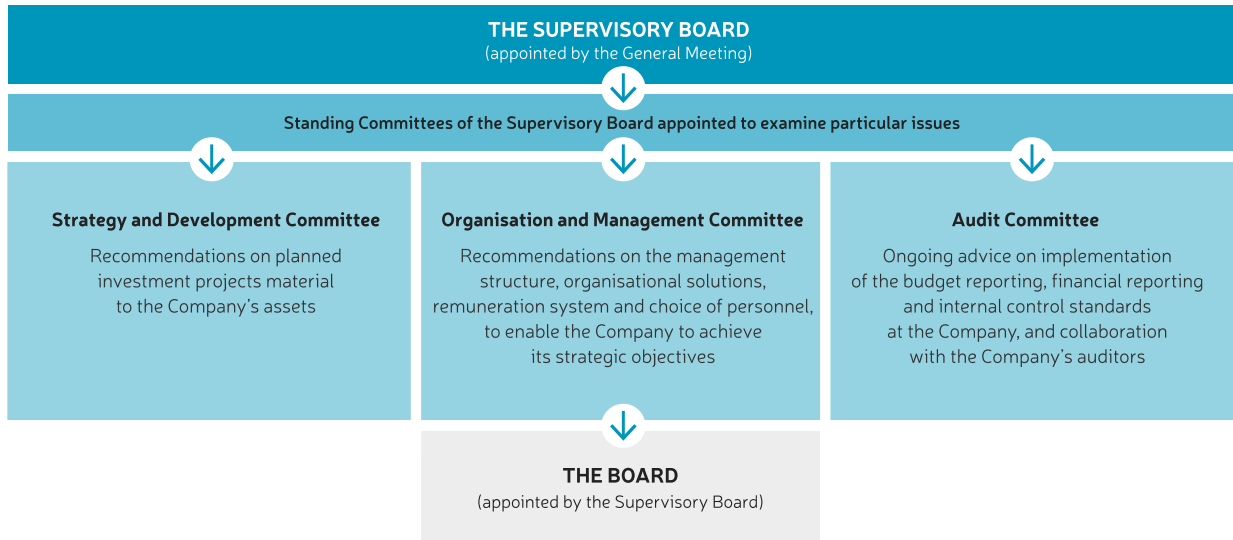 THE SUPERVISORY BOARD
(appointed by the General Meeting)
Standing Committees of the Supervisory Board appointed to examine particular issues
Strategy and Development Committee
Recommendations on planned
investment projects material
to the Company's assets
Organisation and Management Committee
Recommendations on the management
structure, organisational solutions,
remuneration system and choice of personnel,
to enable the Company to achieve
its strategic objectives
Audit Committee
Ongoing advice on implementation
of the budget reporting, financial reporting
and internal control standards
at the Company, and collaboration
with the Company's auditors
THE BOARD
(appointed by the Supervisory Board)